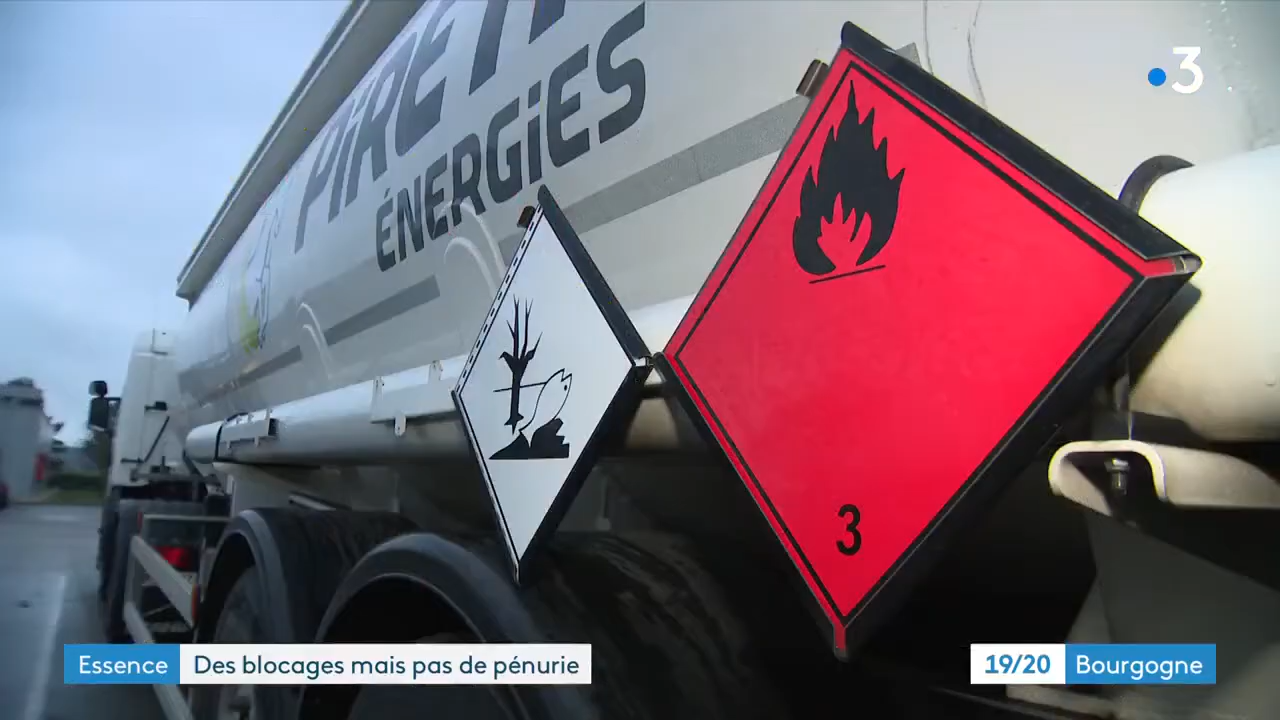 3
ÉNERGiES
3
Essence Des blocages mais pas de pénurie
19/20 Bourgogne